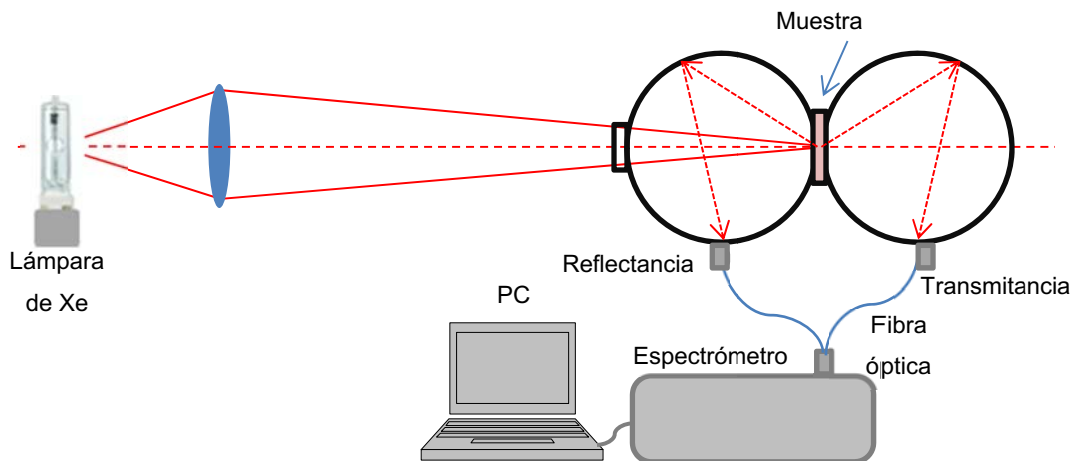 Muestra
Lámpara
de Xe
Reflectancia
Transmitancia
PC
Fibra
óptica
Espectrómetro